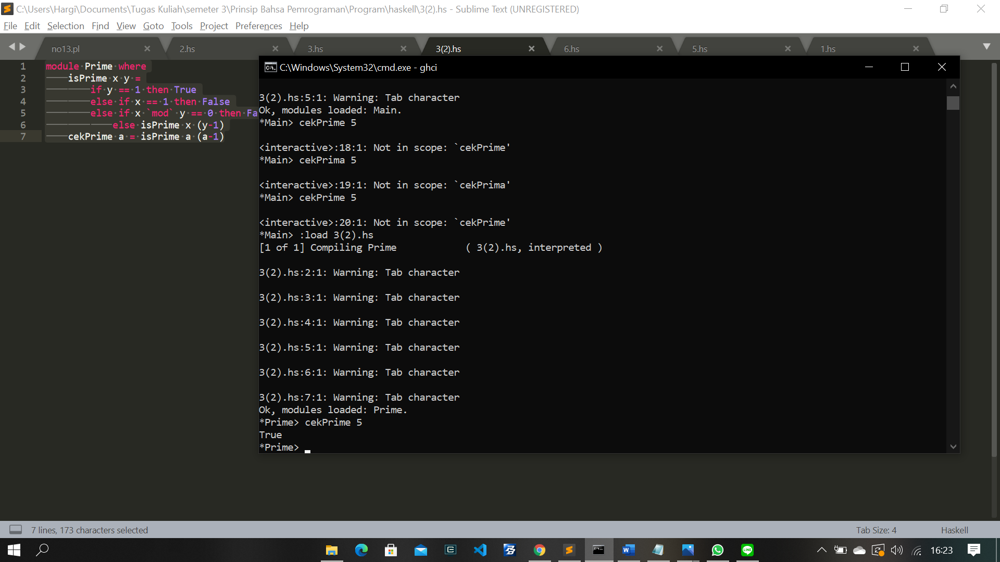 C:\Users\Hargi\Documents\Tugas Kuliah\semeter 3\Prinsip Bahsa Pemrograman\Program\haskell\3(2).hs - Sublime Text (UNREGISTERED)
File Edit Selection Find View Goto Tools Project Preferences Help
no13.pl 2.hs 3.hs 3(2).hs 6.hs 5.hs 1.hs
1 module Prime where
2 isPrime x y =
3 if y == 1 then True
4 else if x == 1 then False
5 else if x `mod` y == 0 then Fa
6 else isPrime x (y-1)
7 cekPrime a = isPrime a (a-1)
C:\Windows\System32\cmd.exe - ghci
3(2).hs:5:1: Warning: Tab character
Ok, modules loaded: Main.
*Main> cekPrime 5
<interactive>:18:1: Not in scope: `cekPrime'
*Main> cekPrima 5
<interactive>:19:1: Not in scope: `cekPrima'
*Main> cekPrime 5
<interactive>:20:1: Not in scope: `cekPrime'
*Main> :load 3(2).hs
[1 of 1] Compiling Prime ( 3(2).hs, interpreted )
3(2).hs:2:1: Warning: Tab character
3(2).hs:3:1: Warning: Tab character
3(2).hs:4:1: Warning: Tab character
3(2).hs:5:1: Warning: Tab character
3(2).hs:6:1: Warning: Tab character
3(2).hs:7:1: Warning: Tab character
Ok, modules loaded: Prime.
*Prime> cekPrime 5
True
*Prime>
7 lines, 173 characters selected
Tab Size: 4
Haskell
16:23